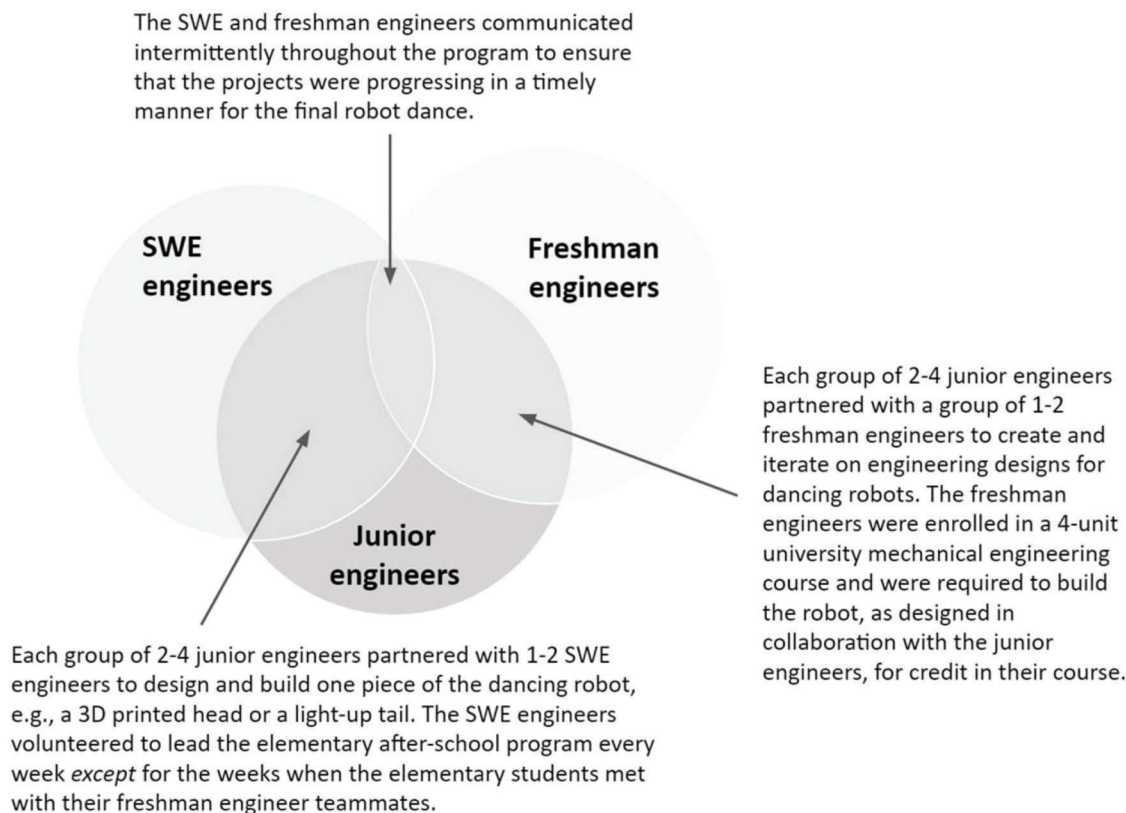 The SWE and freshman engineers communicated
intermittently throughout the program to ensure
that the projects were progressing in a timely
manner for the final robot dance.
SWE
engineers
Freshman
engineers
Junior
engineers
Each group of 2-4 junior engineers
partnered with a group of 1-2
freshman engineers to create and
iterate on engineering designs for
dancing robots. The freshman
engineers were enrolled in a 4-unit
university mechanical engineering
course and were required to build
the robot, as designed in
collaboration with the junior
engineers, for credit in their course.
Each group of 2-4 junior engineers partnered with 1-2 SWE
engineers to design and build one piece of the dancing robot,
e.g., a 3D printed head or a light-up tail. The SWE engineers
volunteered to lead the elementary after-school program every
week except for the weeks when the elementary students met
with their freshman engineer teammates.